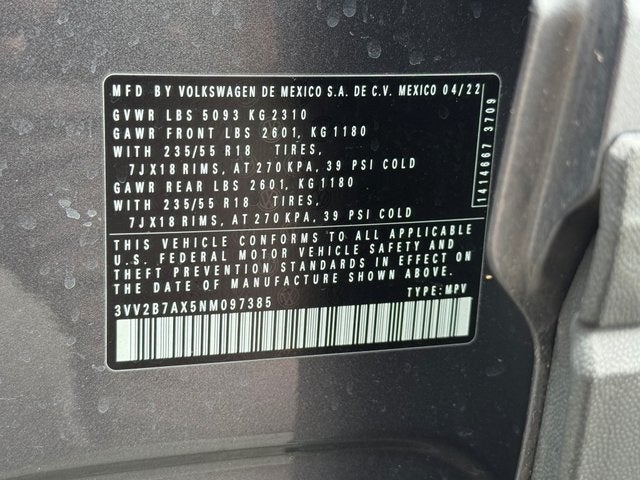 MFD BY VOLKSWAGEN DE MEXICO S.A. DE C.V. MEXICO 04/22
GVWR LBS 5093 KG 2310
GAWR FRONT LBS 2601, KG 1180
WITH 235/55 R18 TIRES,
7JX18 RIMS, AT 270 KPA, 39 PSI COLD
GAWR REAR LBS 2601, KG 1180
WITH 235/55 R18 TIRES,
7JX18 RIMS, AT 270 KPA, 39 PSI COLD
1414667 3709
THIS VEHICLE CONFORMS TO ALL APPLICABLE
U.S. FEDERAL MOTOR VEHICLE SAFETY AND
THEFT PREVENTION STANDARDS IN EFFECT ON
THE DATE OF MANUFACTURE SHOWN ABOVE.
3VV2B7AX5NM097385 TYPE: MPV